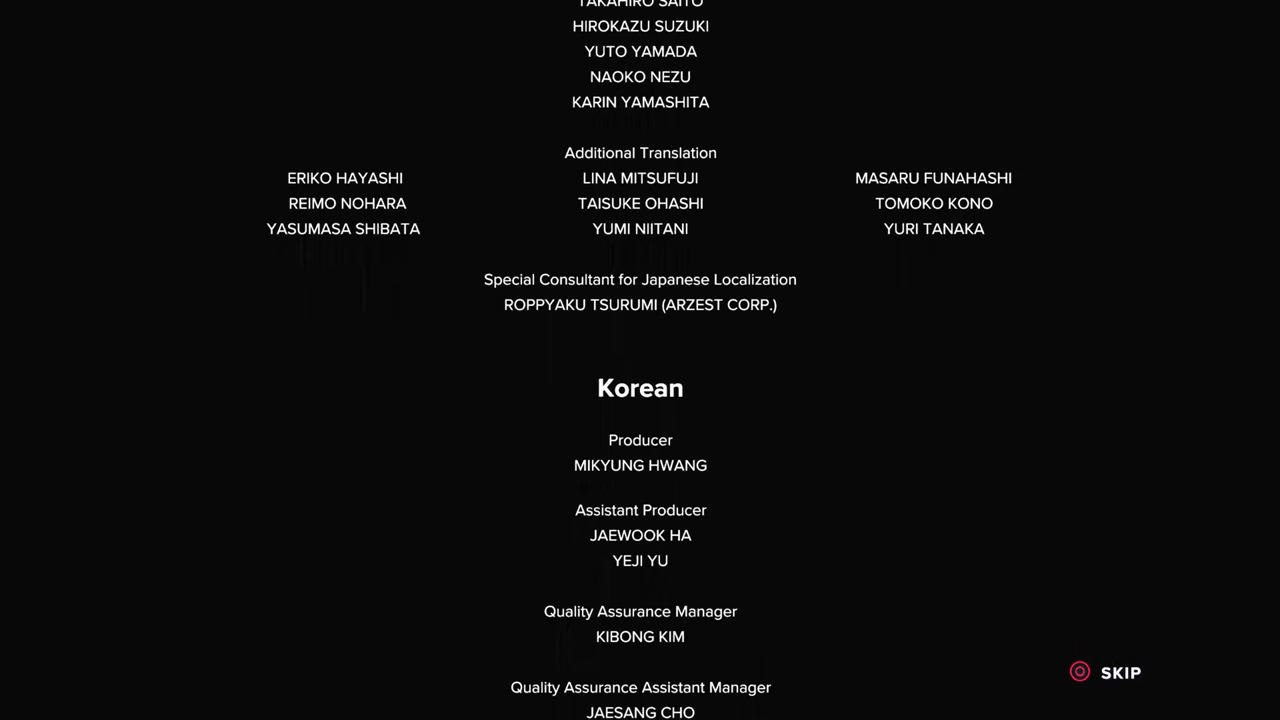 TAKAHIRO SAITO
HIROKAZU SUZUKI
YUTO YAMADA
NAOKO NEZU
KARIN YAMASHITA
Additional Translation
ERIKO HAYASHI LINA MITSUFUJI MASARU FUNAHASHI
REIMO NOHARA TAISUKE OHASHI TOMOKO KONO
YASUMASA SHIBATA YUMI NIITANI YURI TANAKA
Special Consultant for Japanese Localization
ROPPYAKU TSURUMI (ARZEST CORP.)
Korean
Producer
MIKYUNG HWANG
Assistant Producer
JAEWOOK HA
YEJI YU
Quality Assurance Manager
KIBONG KIM
SKIP
Quality Assurance Assistant Manager
JAESANG CHO